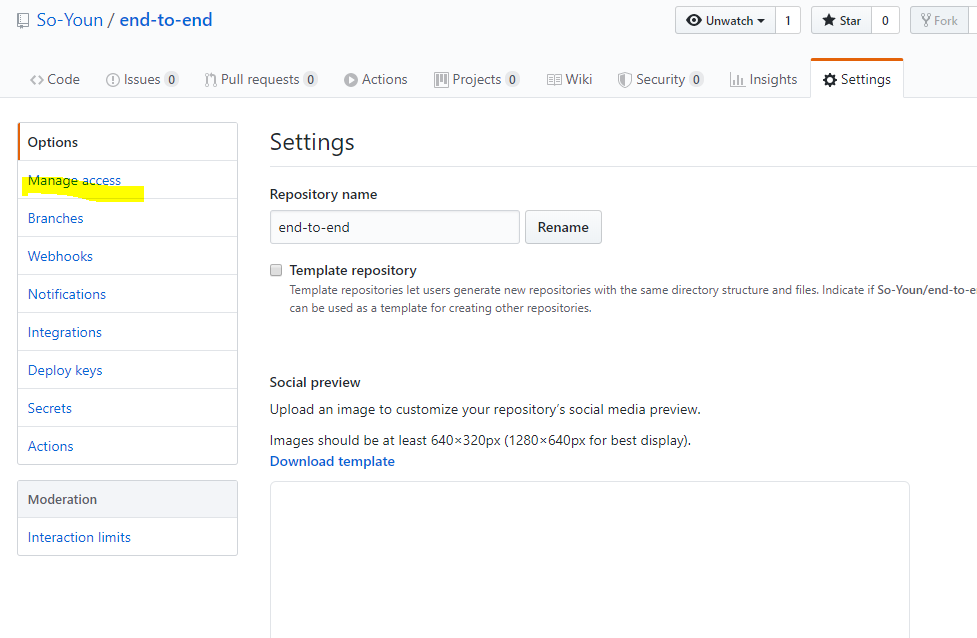 So-Youn / end-to-end
Unwatch 1 Star 0 Fork
Code Issues 0 Pull requests 0 Actions Projects 0 Wiki Security 0 Insights Settings
Options
Manage access
Branches
Webhooks
Notifications
Integrations
Deploy keys
Secrets
Actions
Moderation
Interaction limits
Settings
Repository name
end-to-end Rename
Template repository
Template repositories let users generate new repositories with the same directory structure and files. Indicate if So-Youn/end-to-e
can be used as a template for creating other repositories.
Social preview
Upload an image to customize your repository’s social media preview.
Images should be at least 640×320px (1280×640px for best display).
Download template